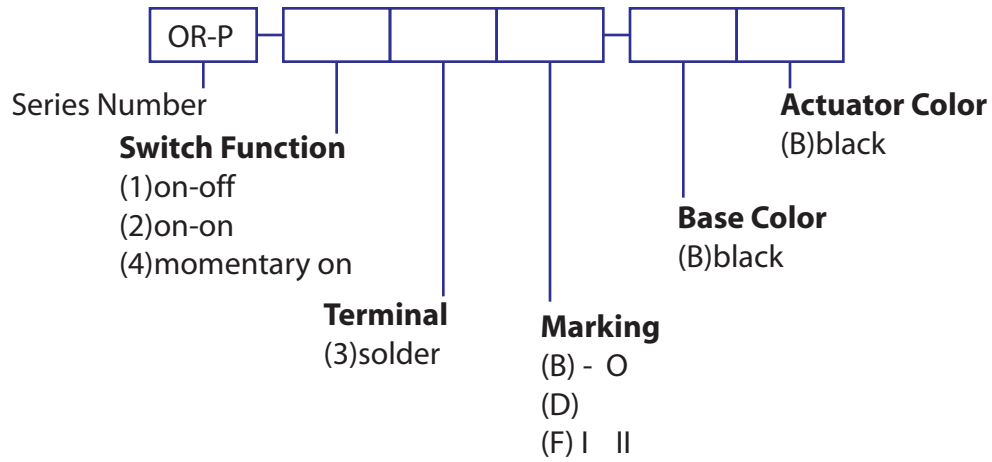 OR-P
Series Number
Switch Function
(1)on-off
(2)on-on
(4)momentary on
Terminal
(3)solder
Marking
(B) - O
(D)
(F) I II
Base Color
(B)black
Actuator Color
(B)black